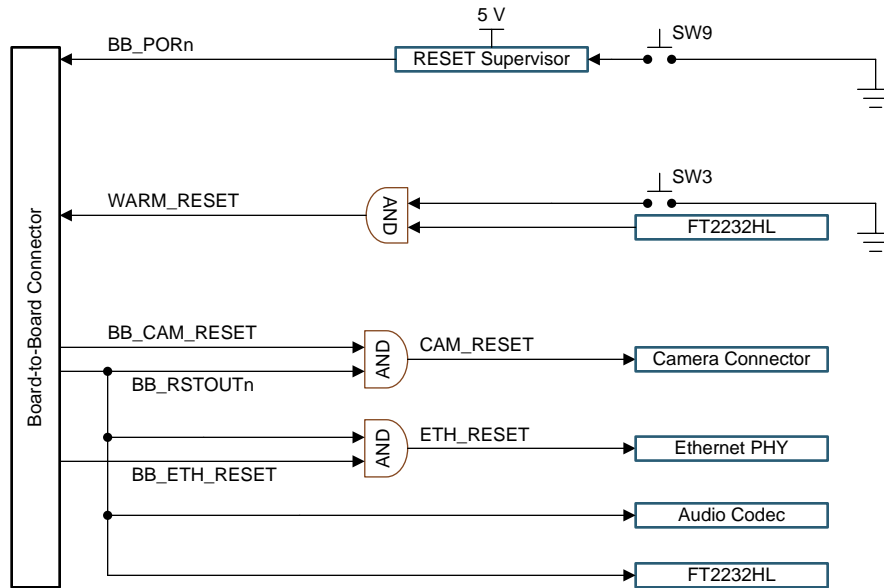 5 V
BB_PORn
SW9
RESET Supervisor
WARM_RESET
AND
SW3
FT2232HL
Board-to-Board Connector
BB_CAM_RESET
AND
CAM_RESET
Camera Connector
BB_RSTOUTn
AND
ETH_RESET
Ethernet PHY
BB_ETH_RESET
Audio Codec
FT2232HL